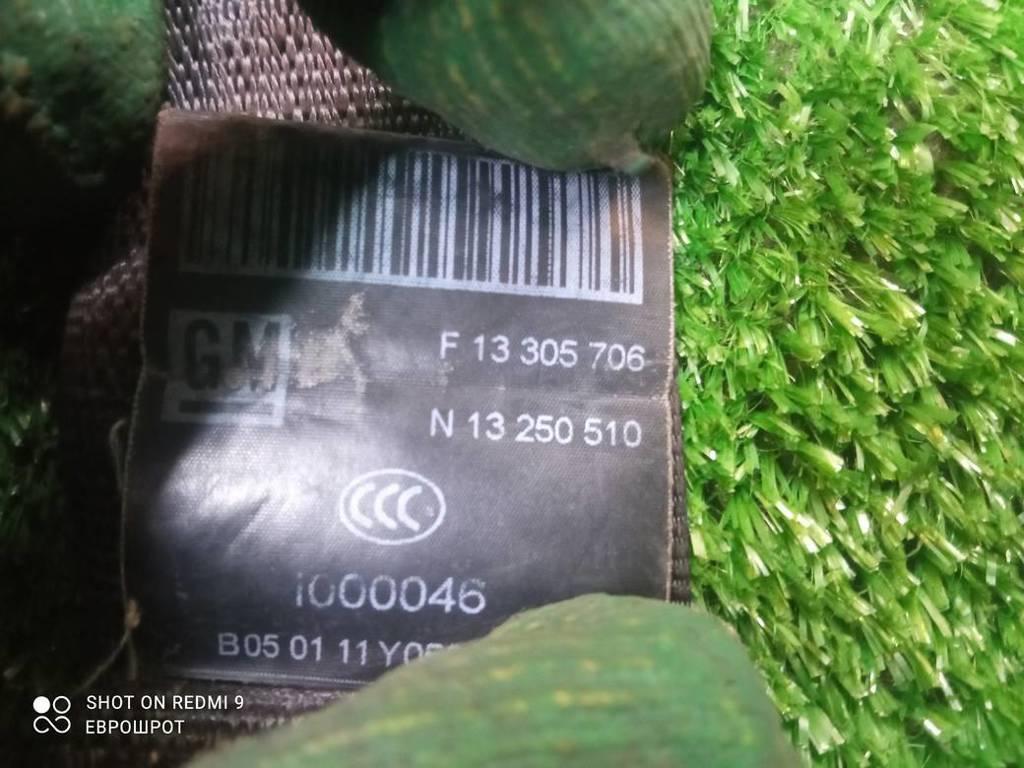 GM
F 13 305 706
N 13 250 510
CCC
I000046
B05 01 11
SHOT ON REDMI 9
ЕВРОШРОТ